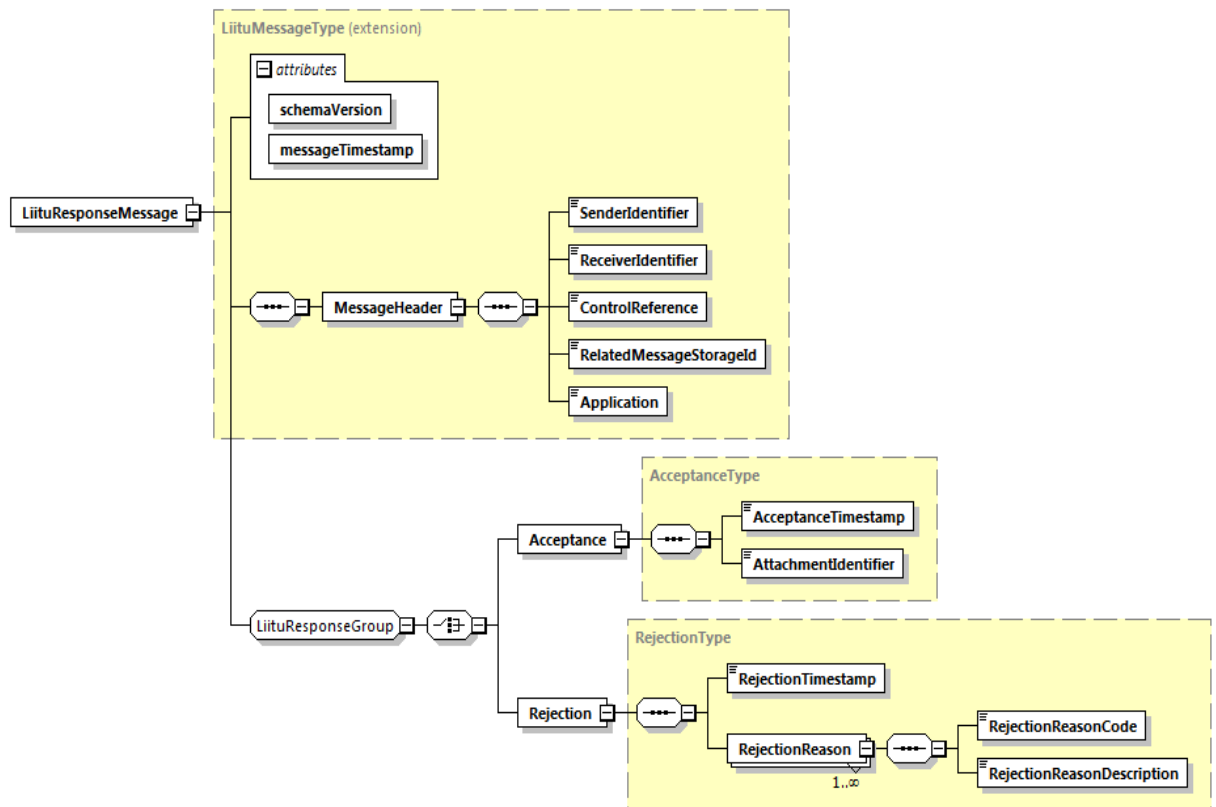 LiituMessageType (extension)
attributes
schemaVersion
messageTimestamp
LiituResponseMessage
SenderIdentifier
ReceiverIdentifier
MessageHeader
ControlReference
RelatedMessageStorageId
Application
AcceptanceType
AcceptanceTimestamp
Acceptance
AttachmentIdentifier
LiituResponseGroup
RejectionType
RejectionTimestamp
Rejection
RejectionReasonCode
RejectionReason
1..∞
RejectionReasonDescription